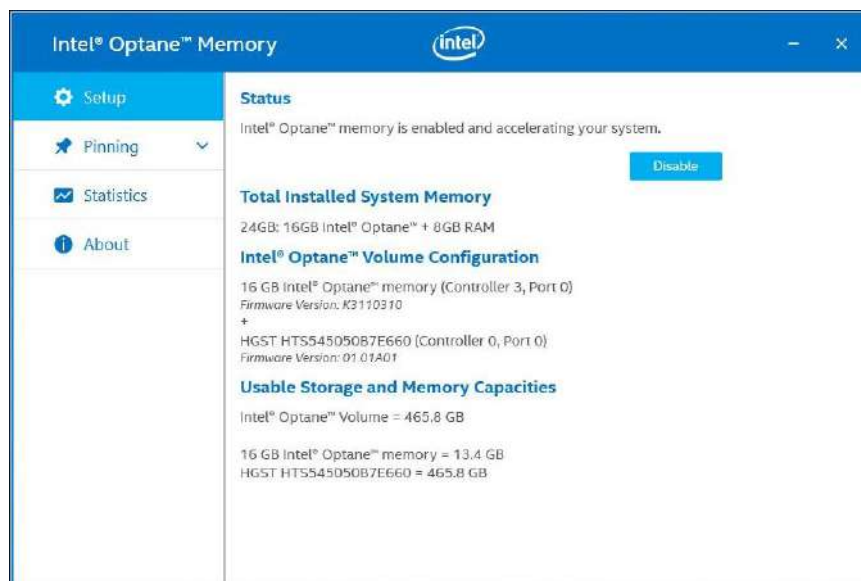 Intel® Optane™ Memory
intel
Setup
Pinning
Statistics
About
Status
Intel® Optane™ memory is enabled and accelerating your system.
Disable
Total Installed System Memory
24GB: 16GB Intel® Optane™ + 8GB RAM
Intel® Optane™ Volume Configuration
16 GB Intel® Optane™ memory (Controller 3, Port 0)
Firmware Version: K3110310
+
HGST HTS545050B7E660 (Controller 0, Port 0)
Firmware Version: 01.01A01
Usable Storage and Memory Capacities
Intel® Optane™ Volume = 465.8 GB
16 GB Intel® Optane™ memory = 13.4 GB
HGST HTS545050B7E660 = 465.8 GB